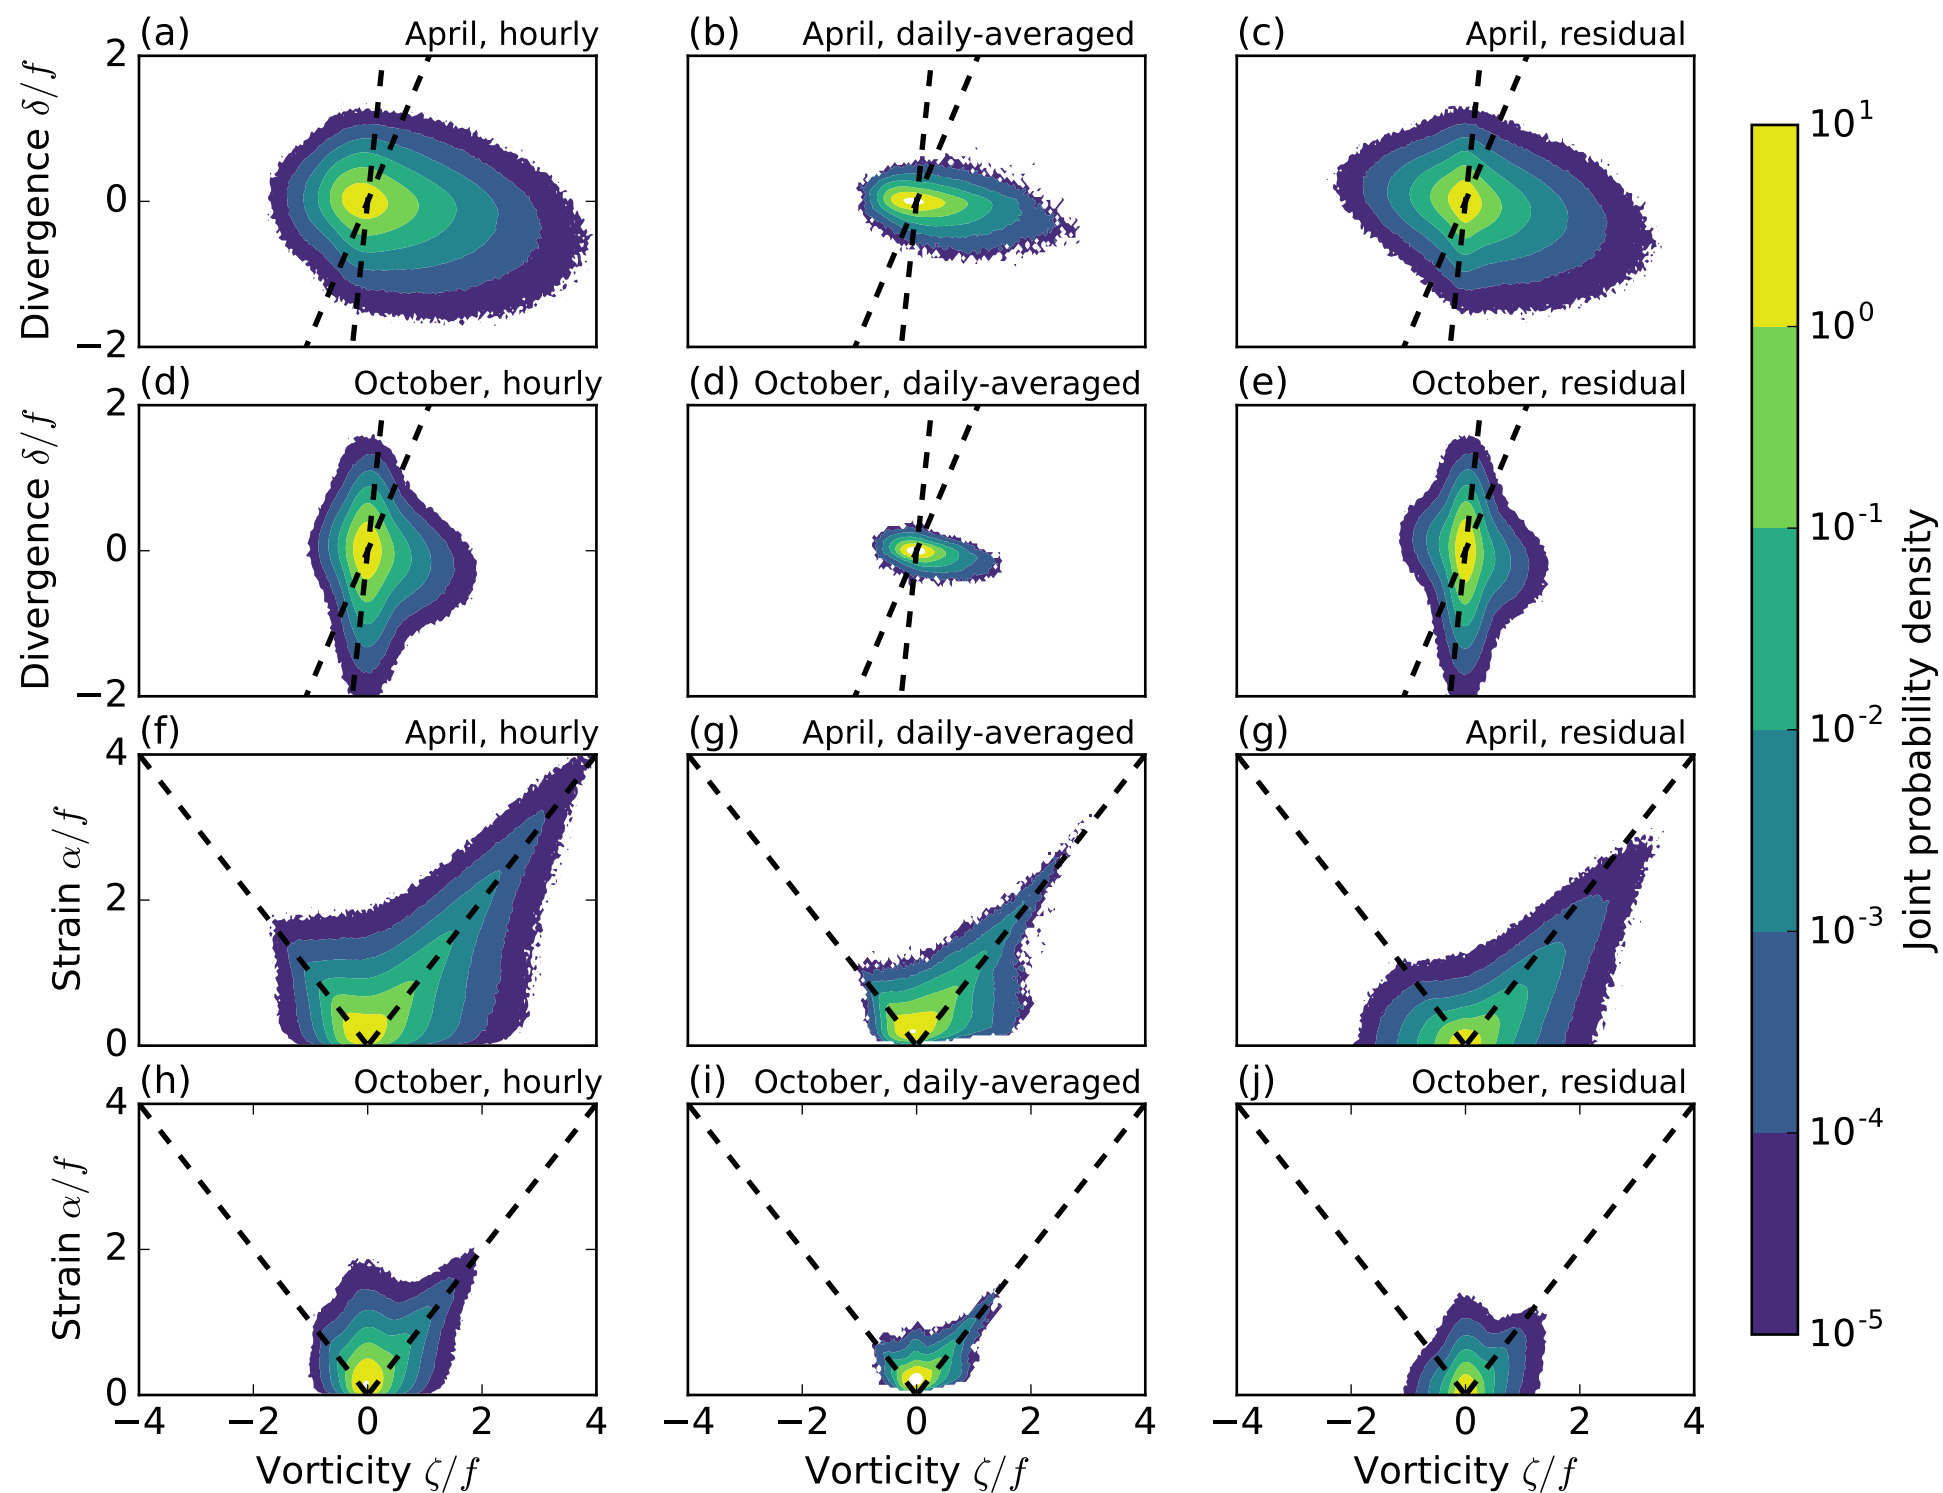 (a) April, hourly
(b) April, daily-averaged
(c) April, residual
Divergence δ/f
2
0
−2
(d) October, hourly
(d) October, daily-averaged
(e) October, residual
Divergence δ/f
2
0
−2
(f) April, hourly
(g) April, daily-averaged
(g) April, residual
Strain α/f
4
2
0
(h) October, hourly
(i) October, daily-averaged
(j) October, residual
Strain α/f
4
2
0
−4 −2 0 2 4
−4 −2 0 2 4
−4 −2 0 2 4
Vorticity ζ/f
Vorticity ζ/f
Vorticity ζ/f
10^1
10^0
10^-1
10^-2
10^-3
10^-4
10^-5
Joint probability density